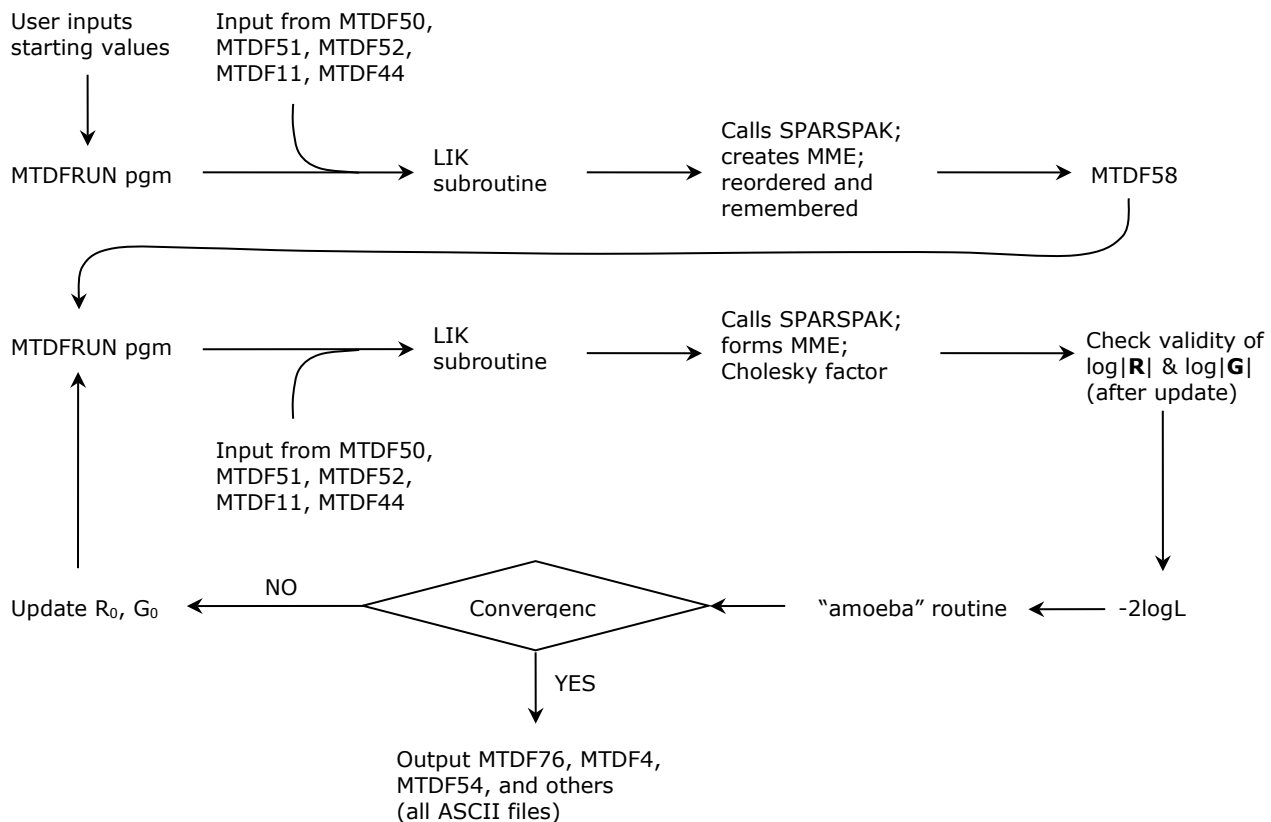 User inputs
starting values
Input from MTDF50,
MTDF51, MTDF52,
MTDF11, MTDF44
MTDFRUN pgm
LIK
subroutine
Calls SPARSPAK;
creates MME;
reordered and
remembered
MTDF58
MTDFRUN pgm
LIK
subroutine
Calls SPARSPAK;
forms MME;
Cholesky factor
Check validity of
log|R| & log|G|
(after update)
Input from MTDF50,
MTDF51, MTDF52,
MTDF11, MTDF44
Update R₀, G₀
NO
Convergenc
"amoeba" routine
-2logL
YES
Output MTDF76, MTDF4,
MTDF54, and others
(all ASCII files)